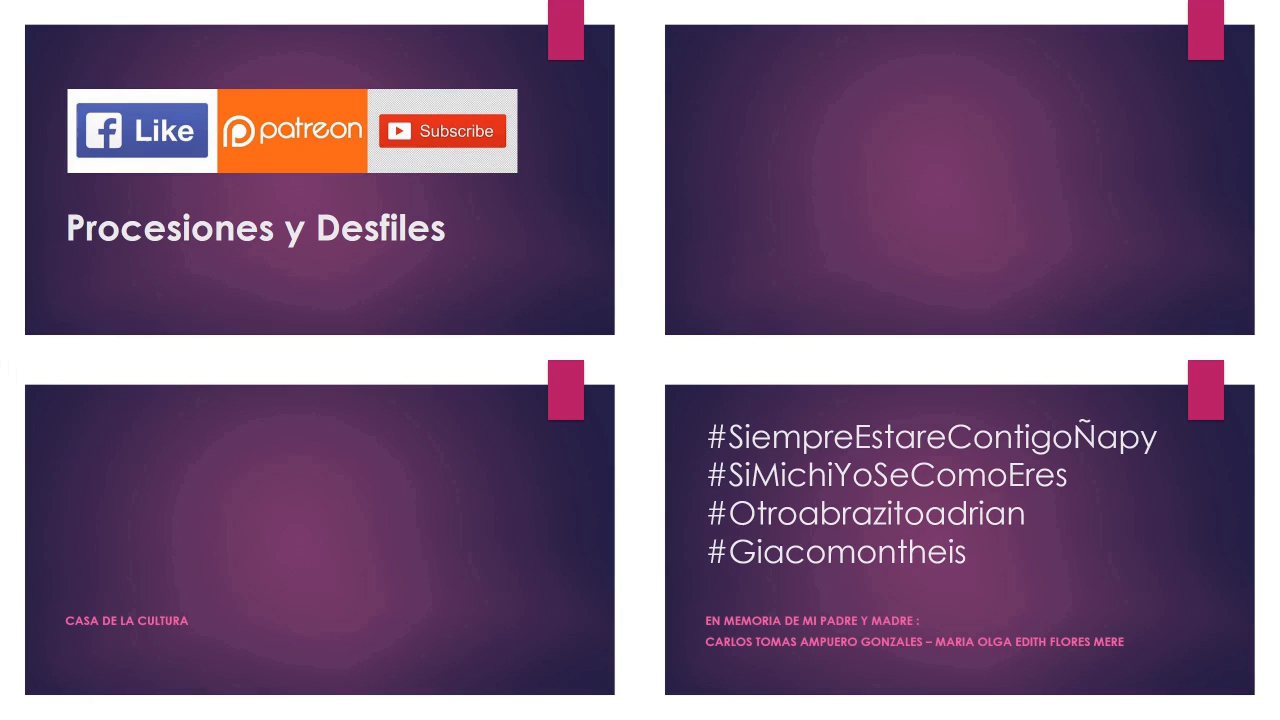 Like
patreon
Subscribe
Procesiones y Desfiles
CASA DE LA CULTURA
#SiempreEstareContigoÑapy
#SiMichiYoSeComoEres
#Otroabrazitoadrian
#Giacomontheis
EN MEMORIA DE MI PADRE Y MADRE :
CARLOS TOMAS AMPUERO GONZALES – MARIA OLGA EDITH FLORES MERE